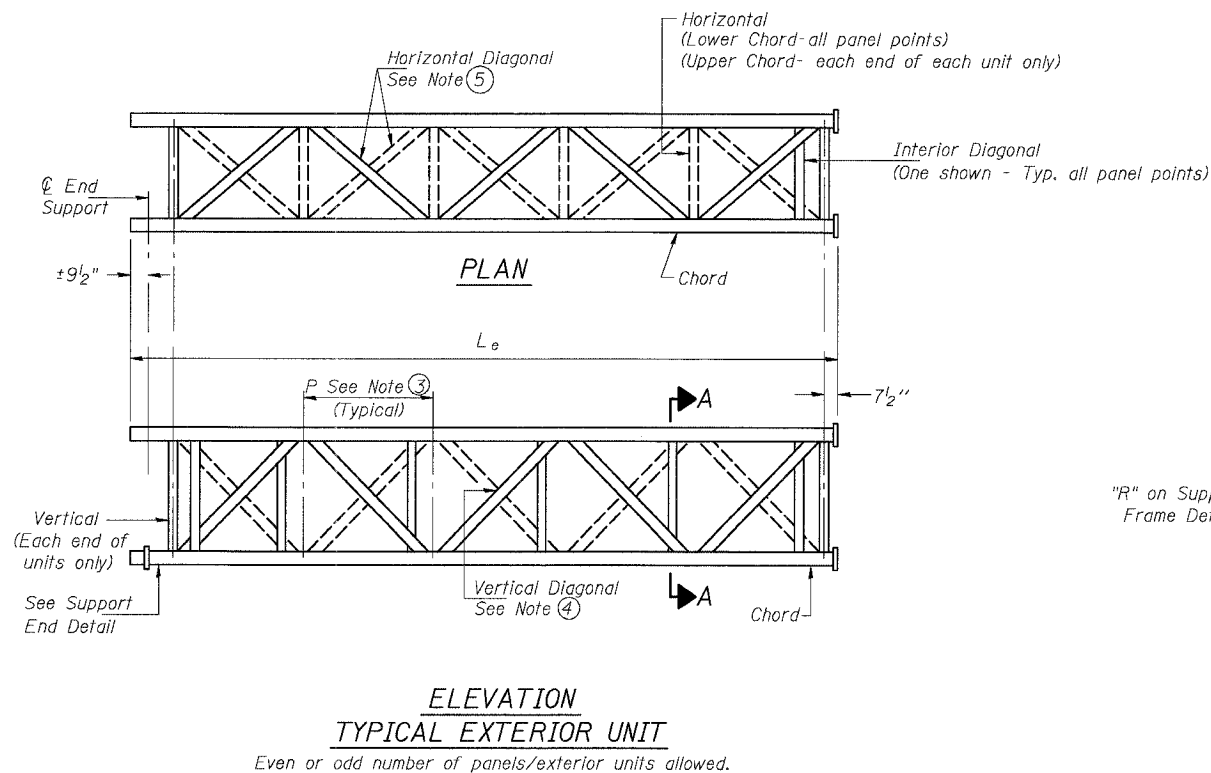 Horizontal
(Lower Chord-all panel points)
(Upper Chord- each end of each unit only)
Horizontal Diagonal
See Note 5
Interior Diagonal
(One shown - Typ. all panel points)
℄ End
Support
±9½"
PLAN
Chord
Le
P See Note 3
(Typical)
A
7½"
Vertical
(Each end of
units only)
"R" on Supp
Frame Det
Vertical Diagonal
See Note 4
A
Chord
See Support
End Detail
ELEVATION
TYPICAL EXTERIOR UNIT
Even or odd number of panels/exterior units allowed.